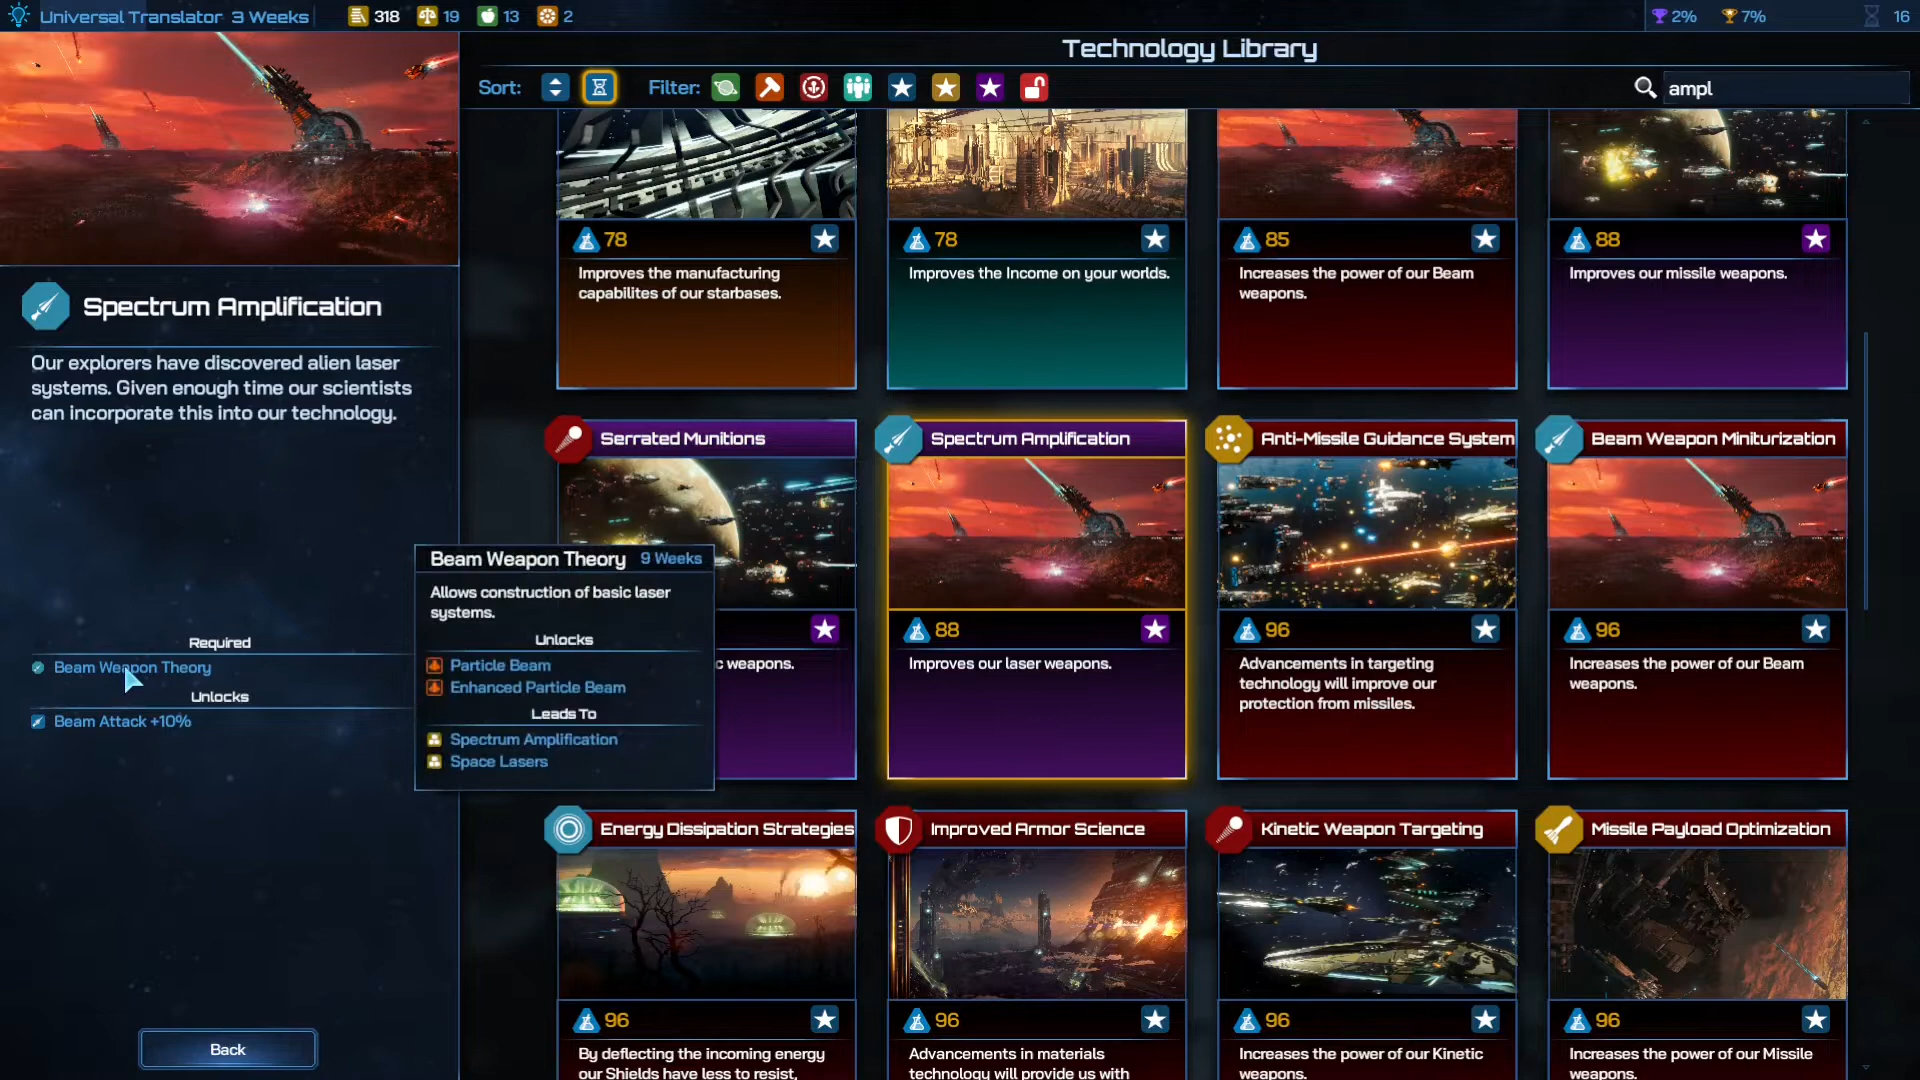 Universal Translator 3 Weeks
318 19 13 2
2% 7% 16
Technology Library
Sort:
Filter:
ampl
Spectrum Amplification
Our explorers have discovered alien laser
systems. Given enough time our scientists
can incorporate this into our technology.
Required
Beam Weapon Theory
Unlocks
Beam Attack +10%
Back
78
Improves the manufacturing
capabilites of our starbases.
78
Improves the Income on your worlds.
85
Increases the power of our Beam
weapons.
88
Improves our missile weapons.
Serrated Munitions
c weapons.
Spectrum Amplification
88
Improves our laser weapons.
Anti-Missile Guidance System
96
Advancements in targeting
technology will improve our
protection from missiles.
Beam Weapon Miniturization
96
Increases the power of our Beam
weapons.
Beam Weapon Theory 9 Weeks
Allows construction of basic laser
systems.
Unlocks
Particle Beam
Enhanced Particle Beam
Leads To
Spectrum Amplification
Space Lasers
Energy Dissipation Strategies
96
By deflecting the incoming energy
our Shields have less to resist,
Improved Armor Science
96
Advancements in materials
technology will provide us with
Kinetic Weapon Targeting
96
Increases the power of our Kinetic
weapons.
Missile Payload Optimization
96
Increases the power of our Missile
weapons.